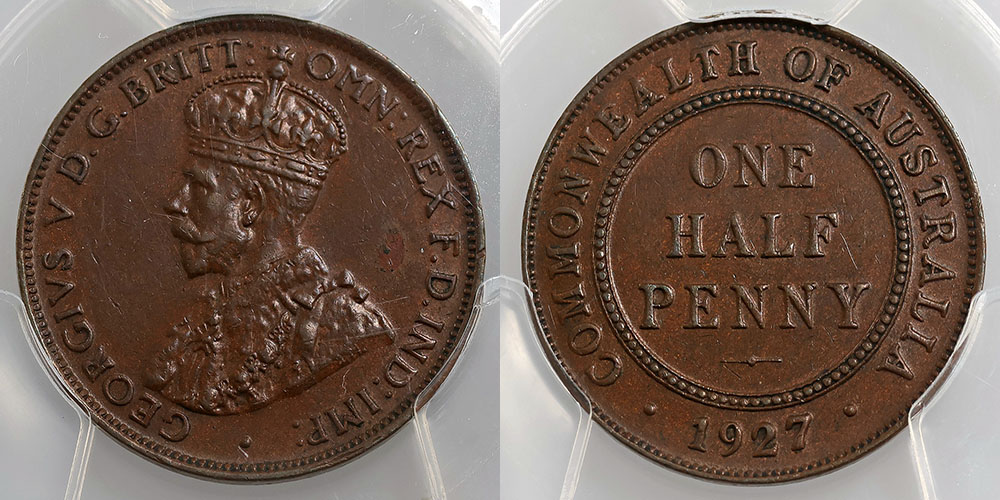 GEORGIVS V D. G. BRITT: OMN: REX F. D. IND: IMP:
COMMONWEALTH OF AUSTRALIA
ONE
HALF
PENNY
· 1927 ·